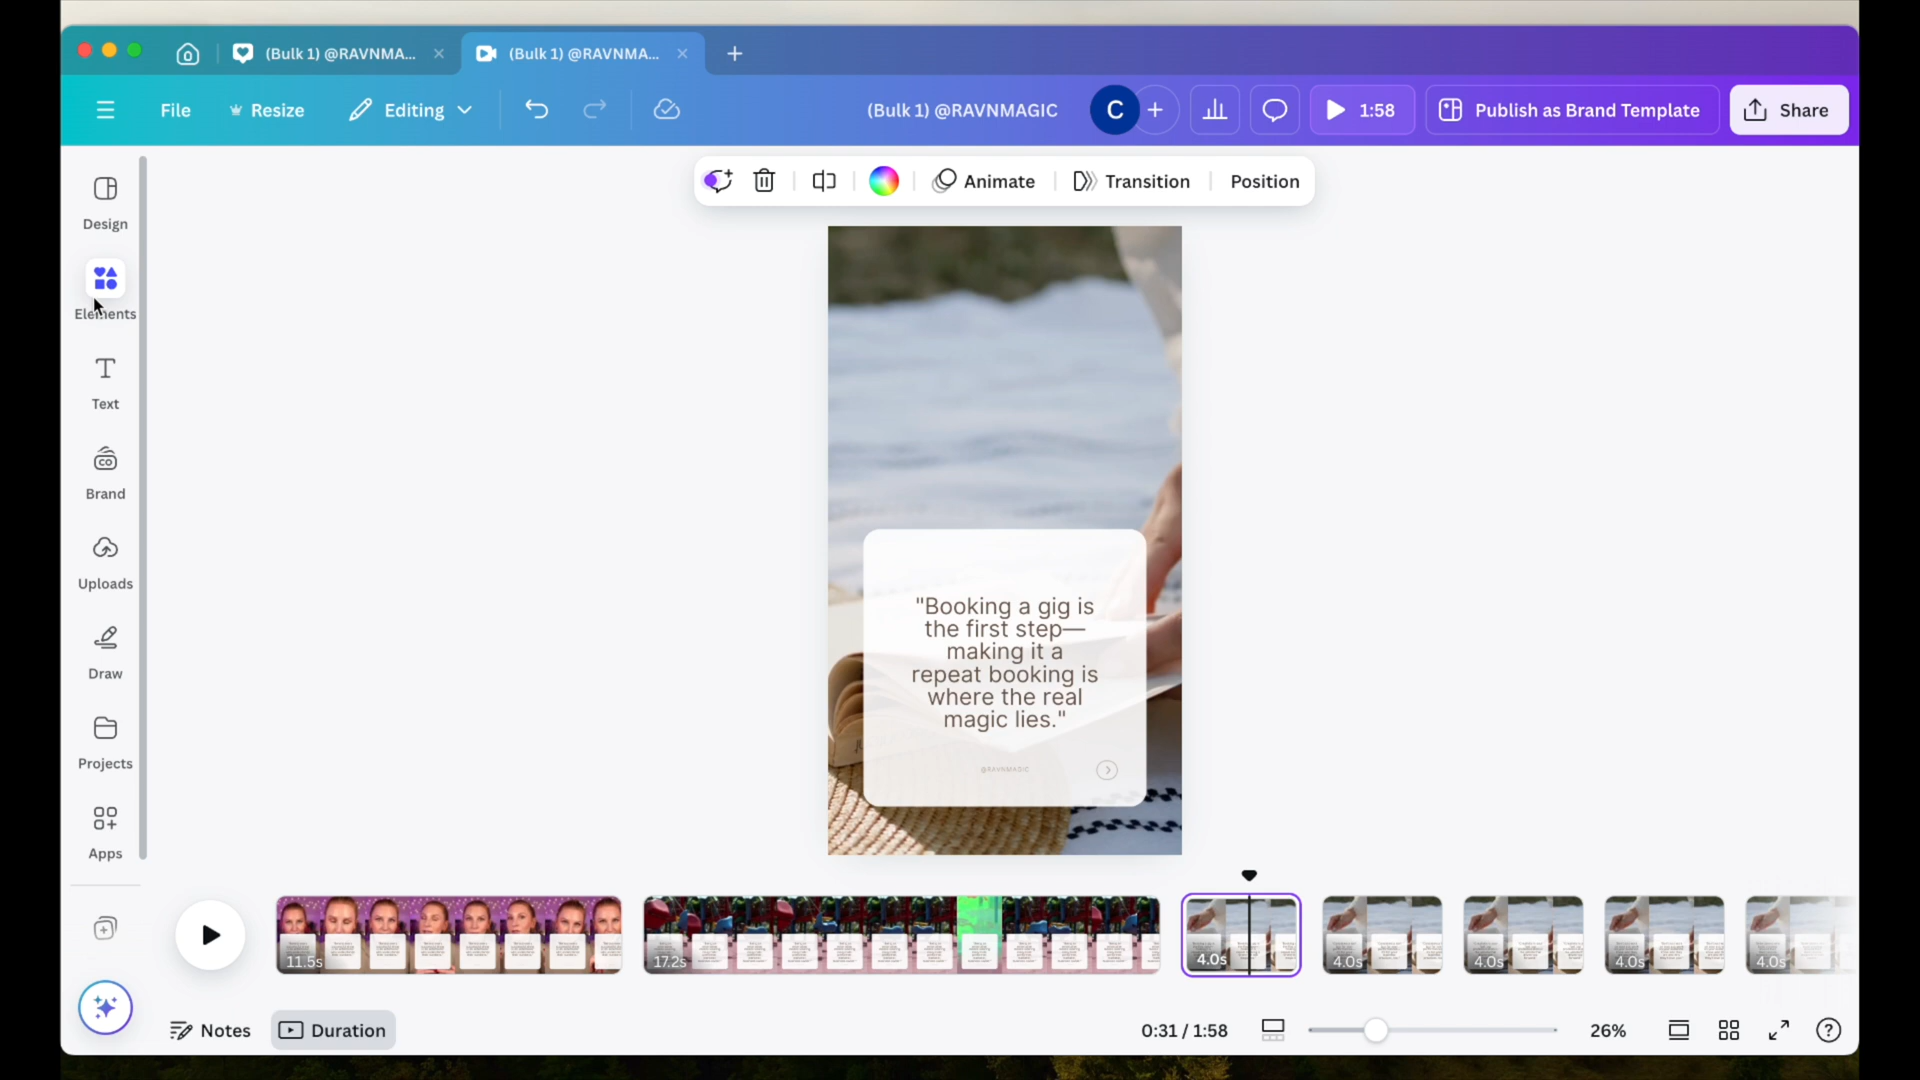 (Bulk 1) @RAVNMA...
(Bulk 1) @RAVNMA...
File
Resize
Editing
(Bulk 1) @RAVNMAGIC
C
1:58
Publish as Brand Template
Share
Animate
Transition
Position
Design
Elements
Text
Brand
Uploads
Draw
Projects
Apps
"Booking a gig is
the first step—
making it a
repeat booking is
where the real
magic lies."
@RAVNMAGIC
11.5s
17.2s
4.0s
4.0s
4.0s
4.0s
4.0s
Notes
Duration
0:31 / 1:58
26%